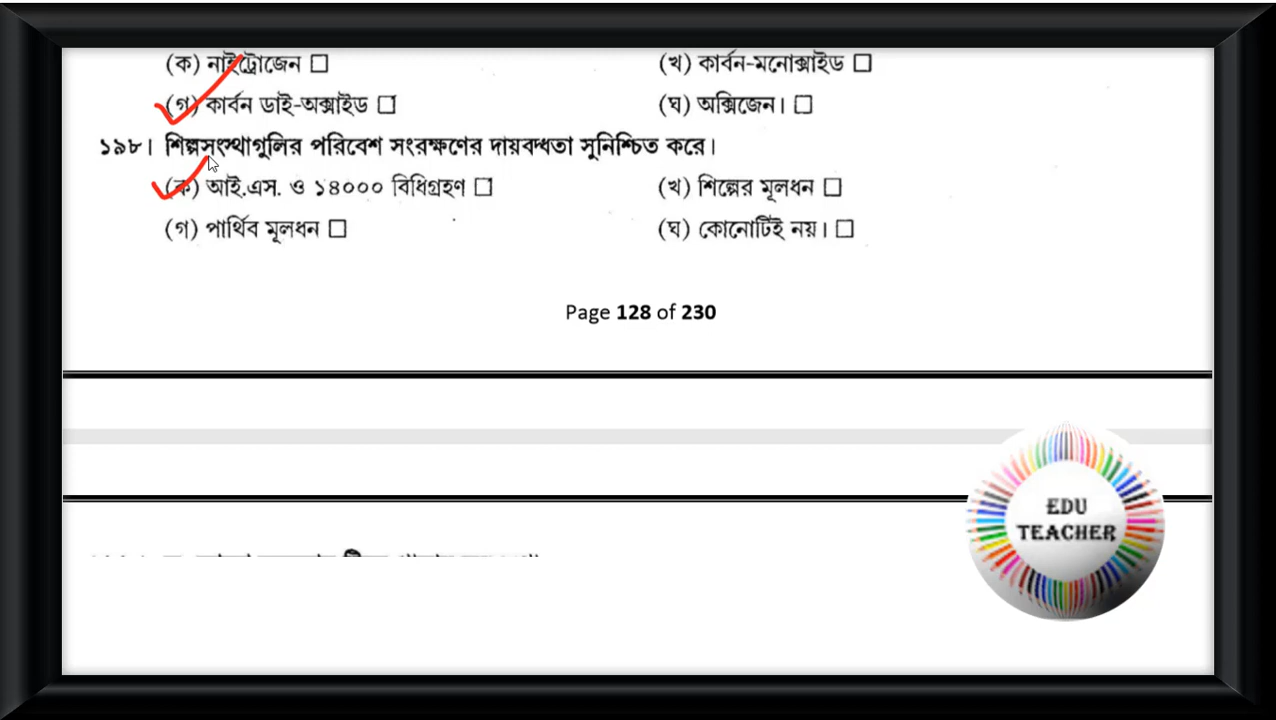 (ক) নাইট্রোজেন □ (খ) কার্বন-মনোক্সাইড □
(গ) কার্বন ডাই-অক্সাইড □ (ঘ) অক্সিজেন। □
১৯৮। শিল্পসংস্থাগুলির পরিবেশ সংরক্ষণের দায়বদ্ধতা সুনিশ্চিত করে।
(ক) আই.এস. ও ১৪০০০ বিধিগ্রহণ □ (খ) শিল্পের মূলধন □
(গ) পার্থিব মূলধন □ (ঘ) কোনোটিই নয়। □
Page 128 of 230
EDU
TEACHER